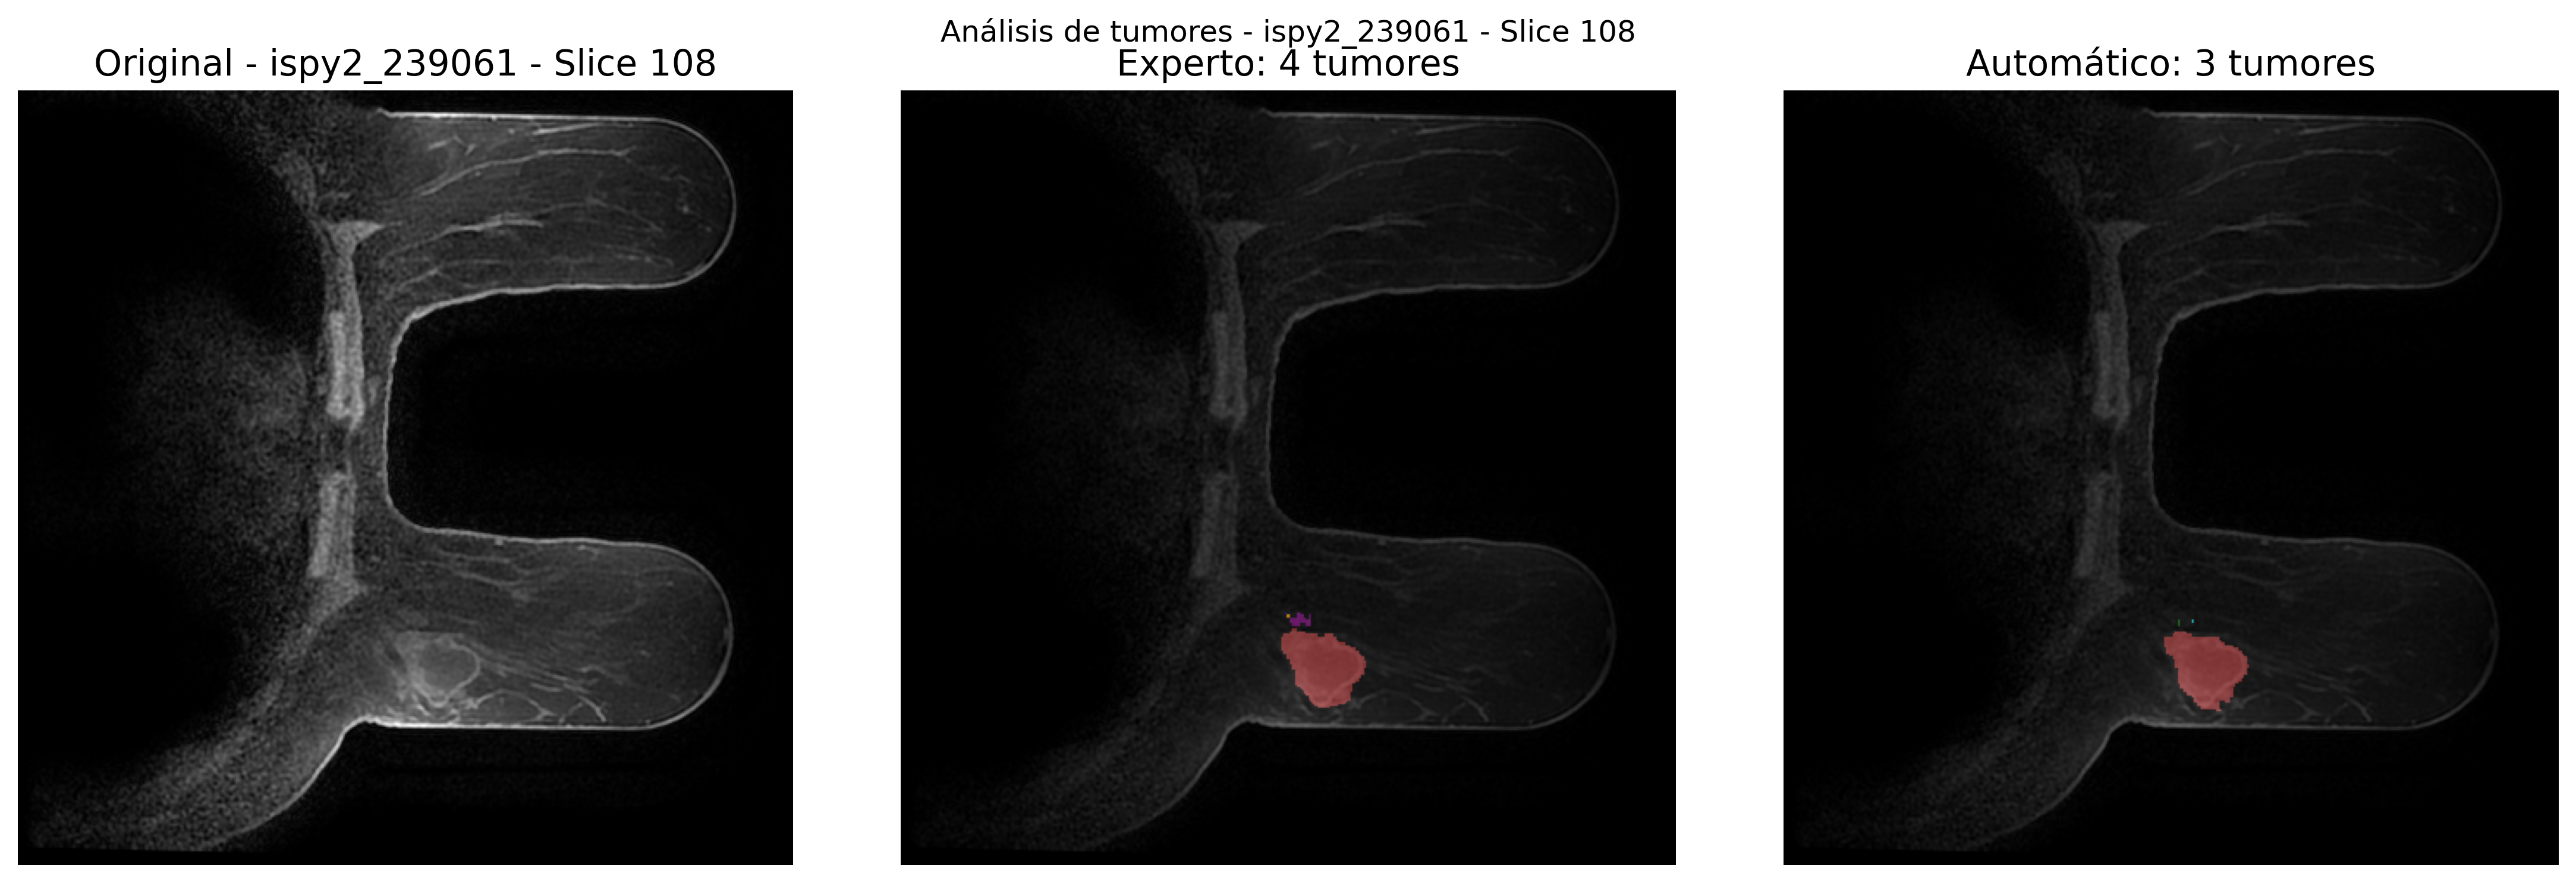 Análisis de tumores - ispy2_239061 - Slice 108
Original - ispy2_239061 - Slice 108
Experto: 4 tumores
Automático: 3 tumores